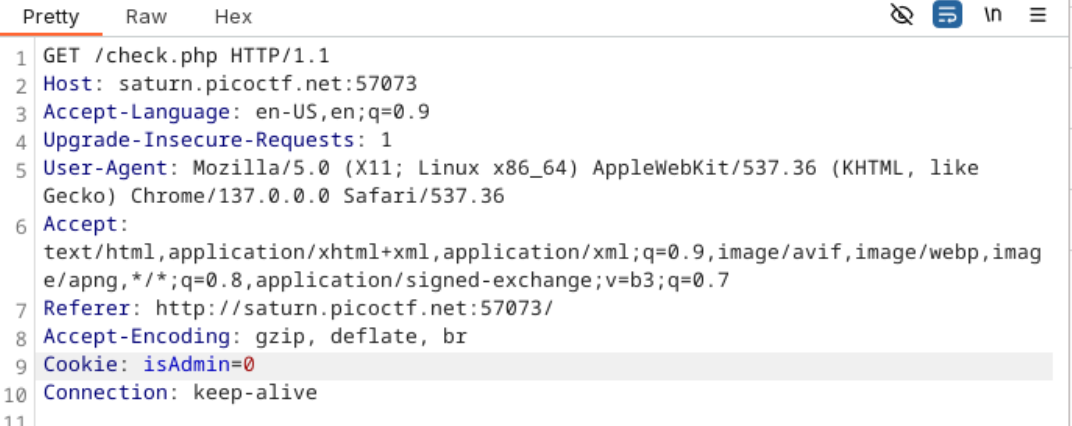 Pretty Raw Hex \n
1 GET /check.php HTTP/1.1
2 Host: saturn.picoctf.net:57073
3 Accept-Language: en-US,en;q=0.9
4 Upgrade-Insecure-Requests: 1
5 User-Agent: Mozilla/5.0 (X11; Linux x86_64) AppleWebKit/537.36 (KHTML, like
Gecko) Chrome/137.0.0.0 Safari/537.36
6 Accept:
text/html,application/xhtml+xml,application/xml;q=0.9,image/avif,image/webp,imag
e/apng,*/*;q=0.8,application/signed-exchange;v=b3;q=0.7
7 Referer: http://saturn.picoctf.net:57073/
8 Accept-Encoding: gzip, deflate, br
9 Cookie: isAdmin=0
10 Connection: keep-alive
11